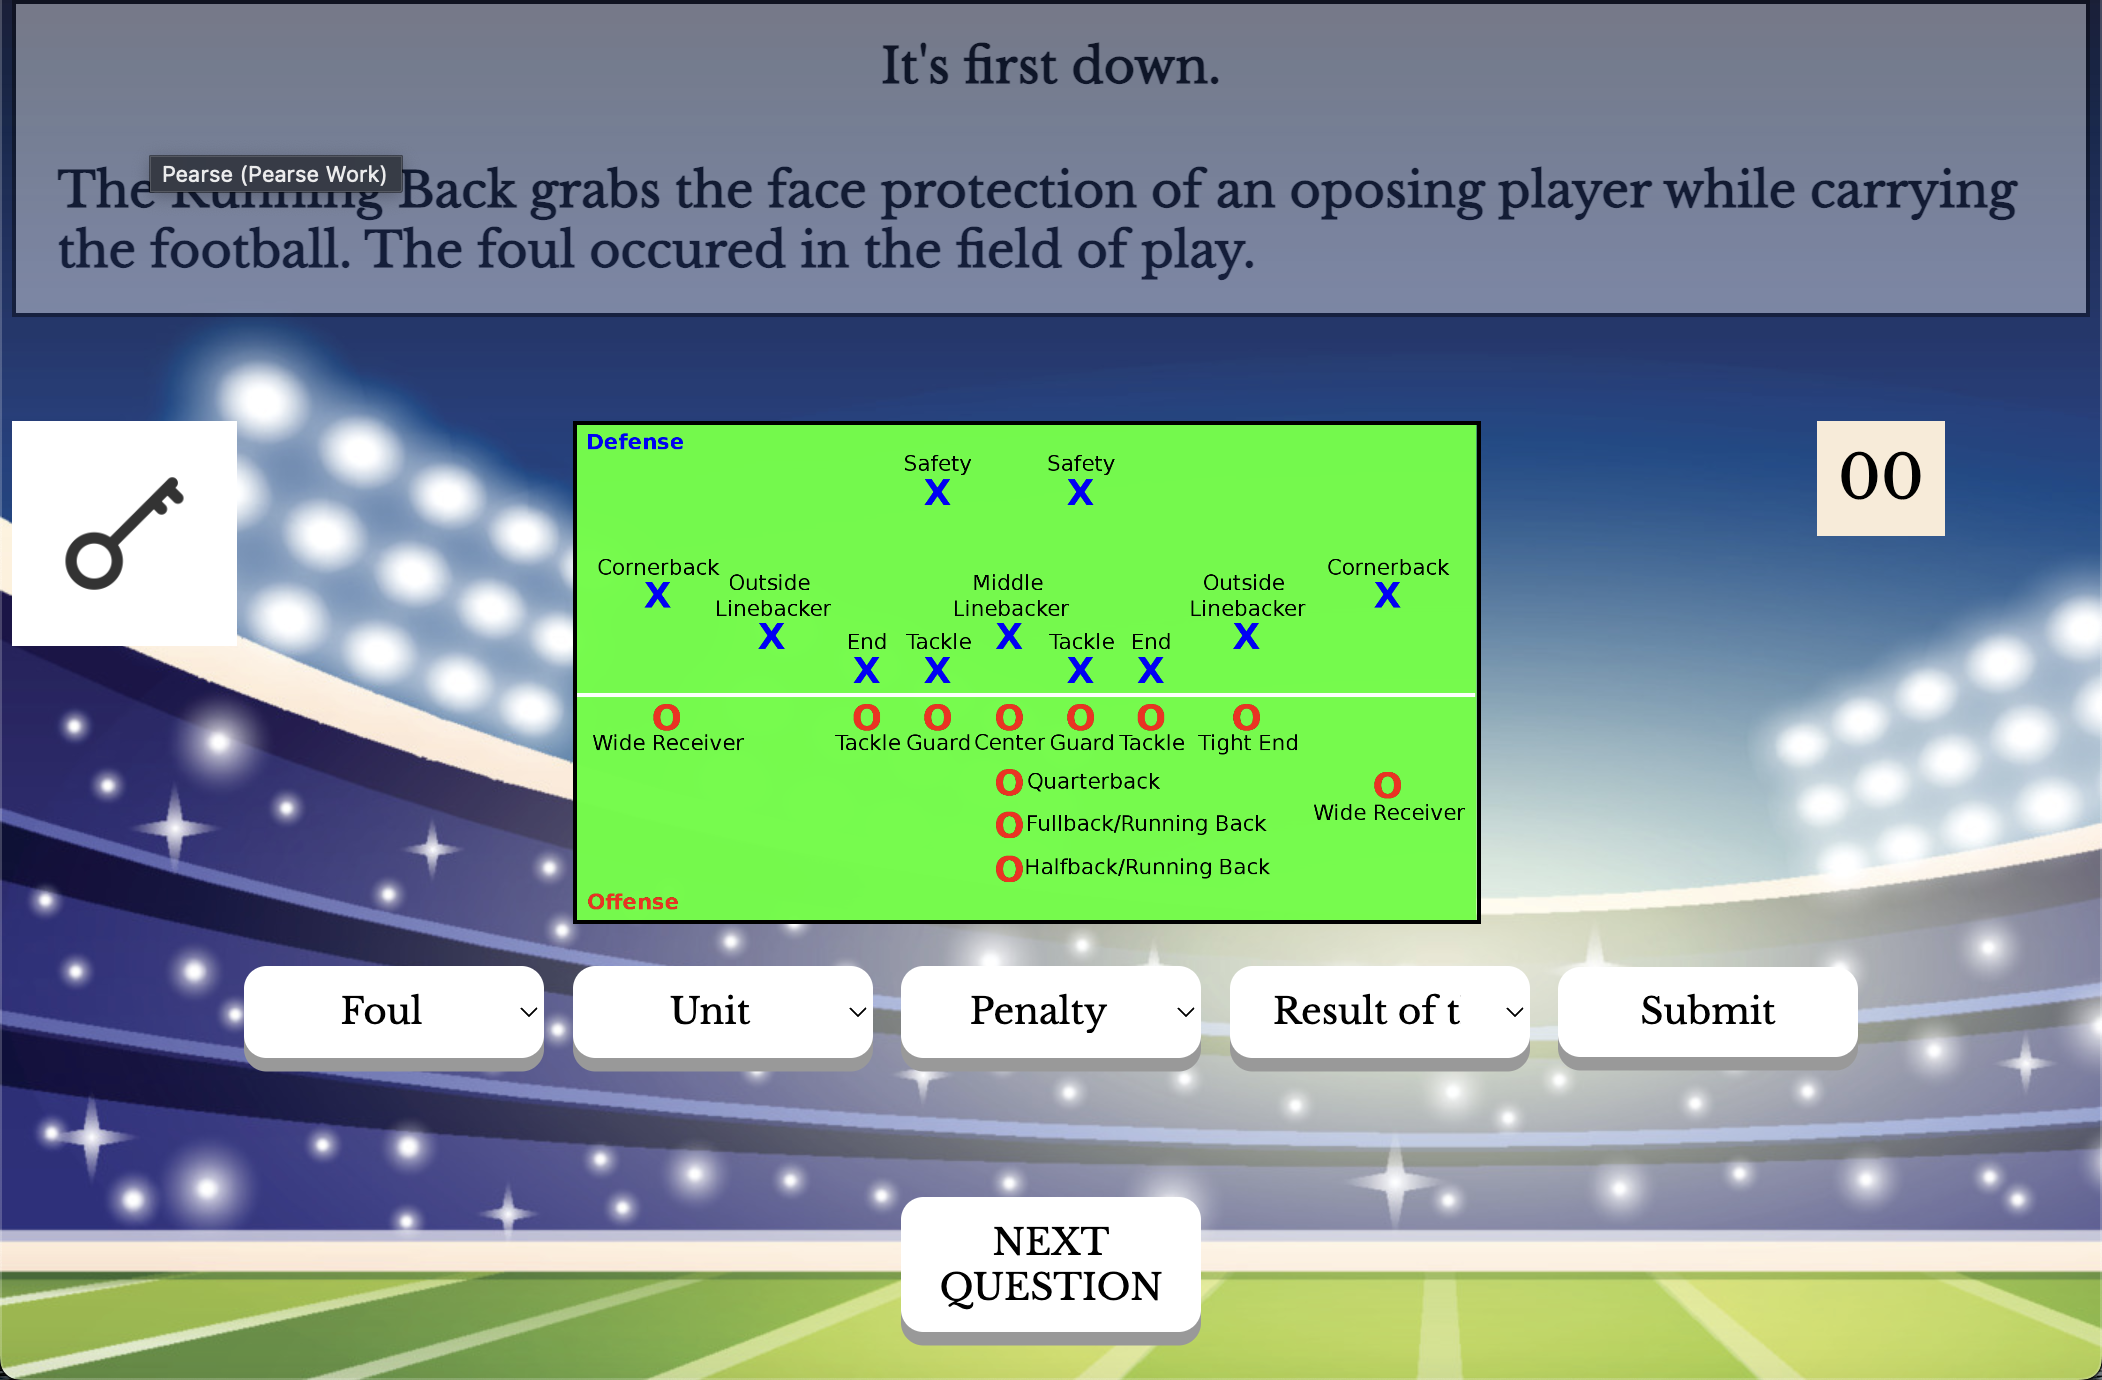 It's first down.
Pearse (Pearse Work)
The Running Back grabs the face protection of an oposing player while carrying
the football. The foul occured in the field of play.
00
Defense
Safety Safety
X X
Cornerback Cornerback
X X
Outside Middle Outside
Linebacker Linebacker Linebacker
X X X
End Tackle Tackle End
X X X X
O O O O O O O
Wide Receiver Tackle Guard Center Guard Tackle Tight End
O Quarterback
O
Wide Receiver
O Fullback/Running Back
O Halfback/Running Back
Offense
Foul Unit Penalty Result of t Submit
NEXT
QUESTION